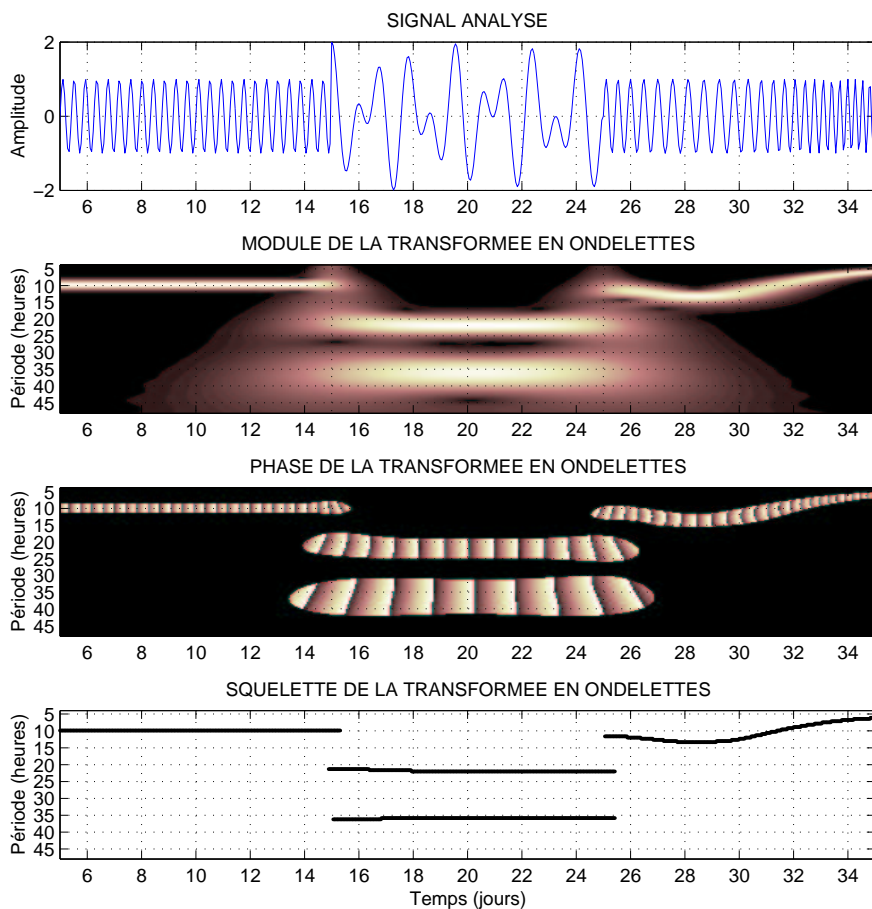 SIGNAL ANALYSE
2
0
−2
Amplitude
6 8 10 12 14 16 18 20 22 24 26 28 30 32 34
MODULE DE LA TRANSFORMEE EN ONDELETTES
5
10
15
20
25
30
35
40
45
Période (heures)
6 8 10 12 14 16 18 20 22 24 26 28 30 32 34
PHASE DE LA TRANSFORMEE EN ONDELETTES
5
10
15
20
25
30
35
40
45
Période (heures)
6 8 10 12 14 16 18 20 22 24 26 28 30 32 34
SQUELETTE DE LA TRANSFORMEE EN ONDELETTES
5
10
15
20
25
30
35
40
45
Période (heures)
6 8 10 12 14 16 18 20 22 24 26 28 30 32 34
Temps (jours)